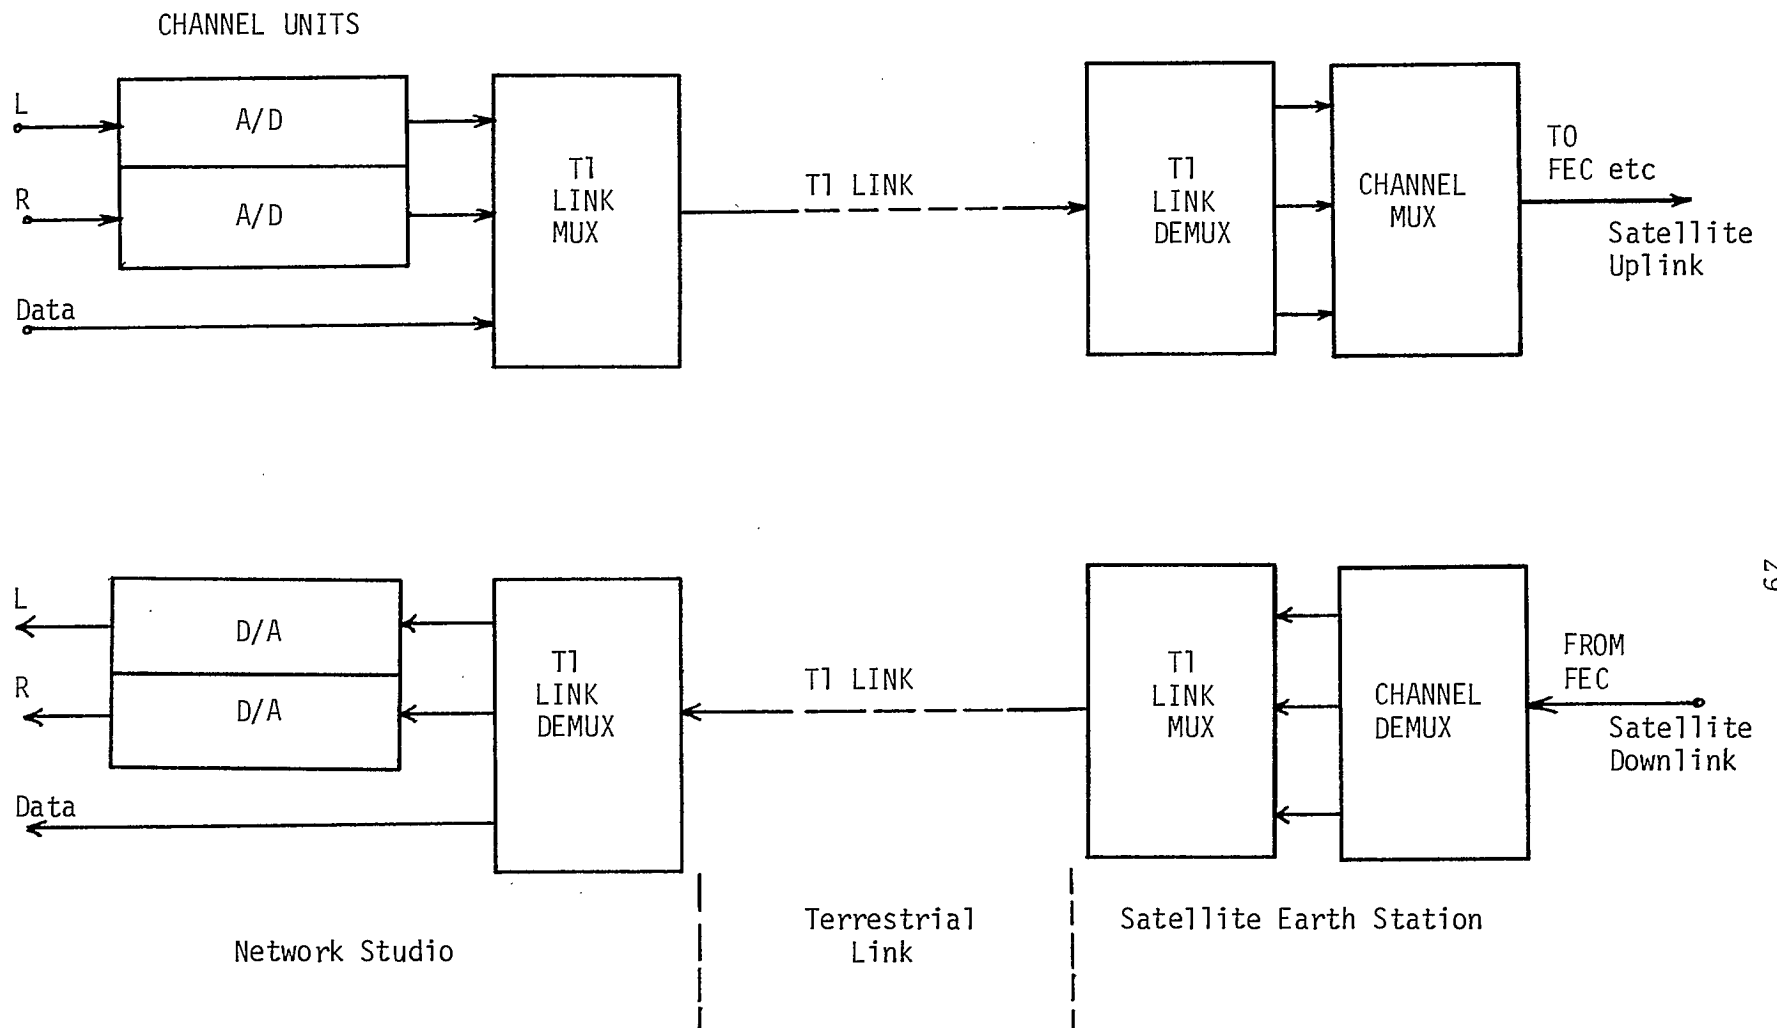 CHANNEL UNITS
L
A/D
R
A/D
Data
T1
LINK
MUX
T1 LINK
T1
LINK
DEMUX
CHANNEL
MUX
TO
FEC etc
Satellite
Uplink
L
D/A
R
D/A
Data
T1
LINK
DEMUX
T1 LINK
T1
LINK
MUX
CHANNEL
DEMUX
FROM
FEC
Satellite
Downlink
Network Studio
Terrestrial
Link
Satellite Earth Station